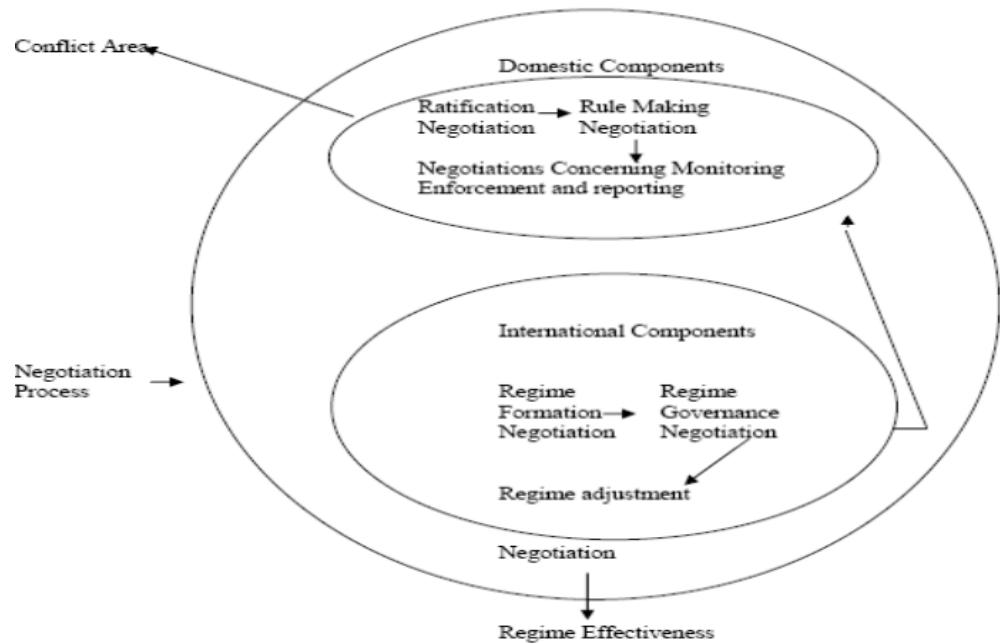 Conflict Area
Domestic Components
Ratification
Negotiation
Rule Making
Negotiation
Negotiations Concerning Monitoring
Enforcement and reporting
International Components
Negotiation
Process
Regime
Formation
Negotiation
Regime
Governance
Negotiation
Regime adjustment
Negotiation
Regime Effectiveness